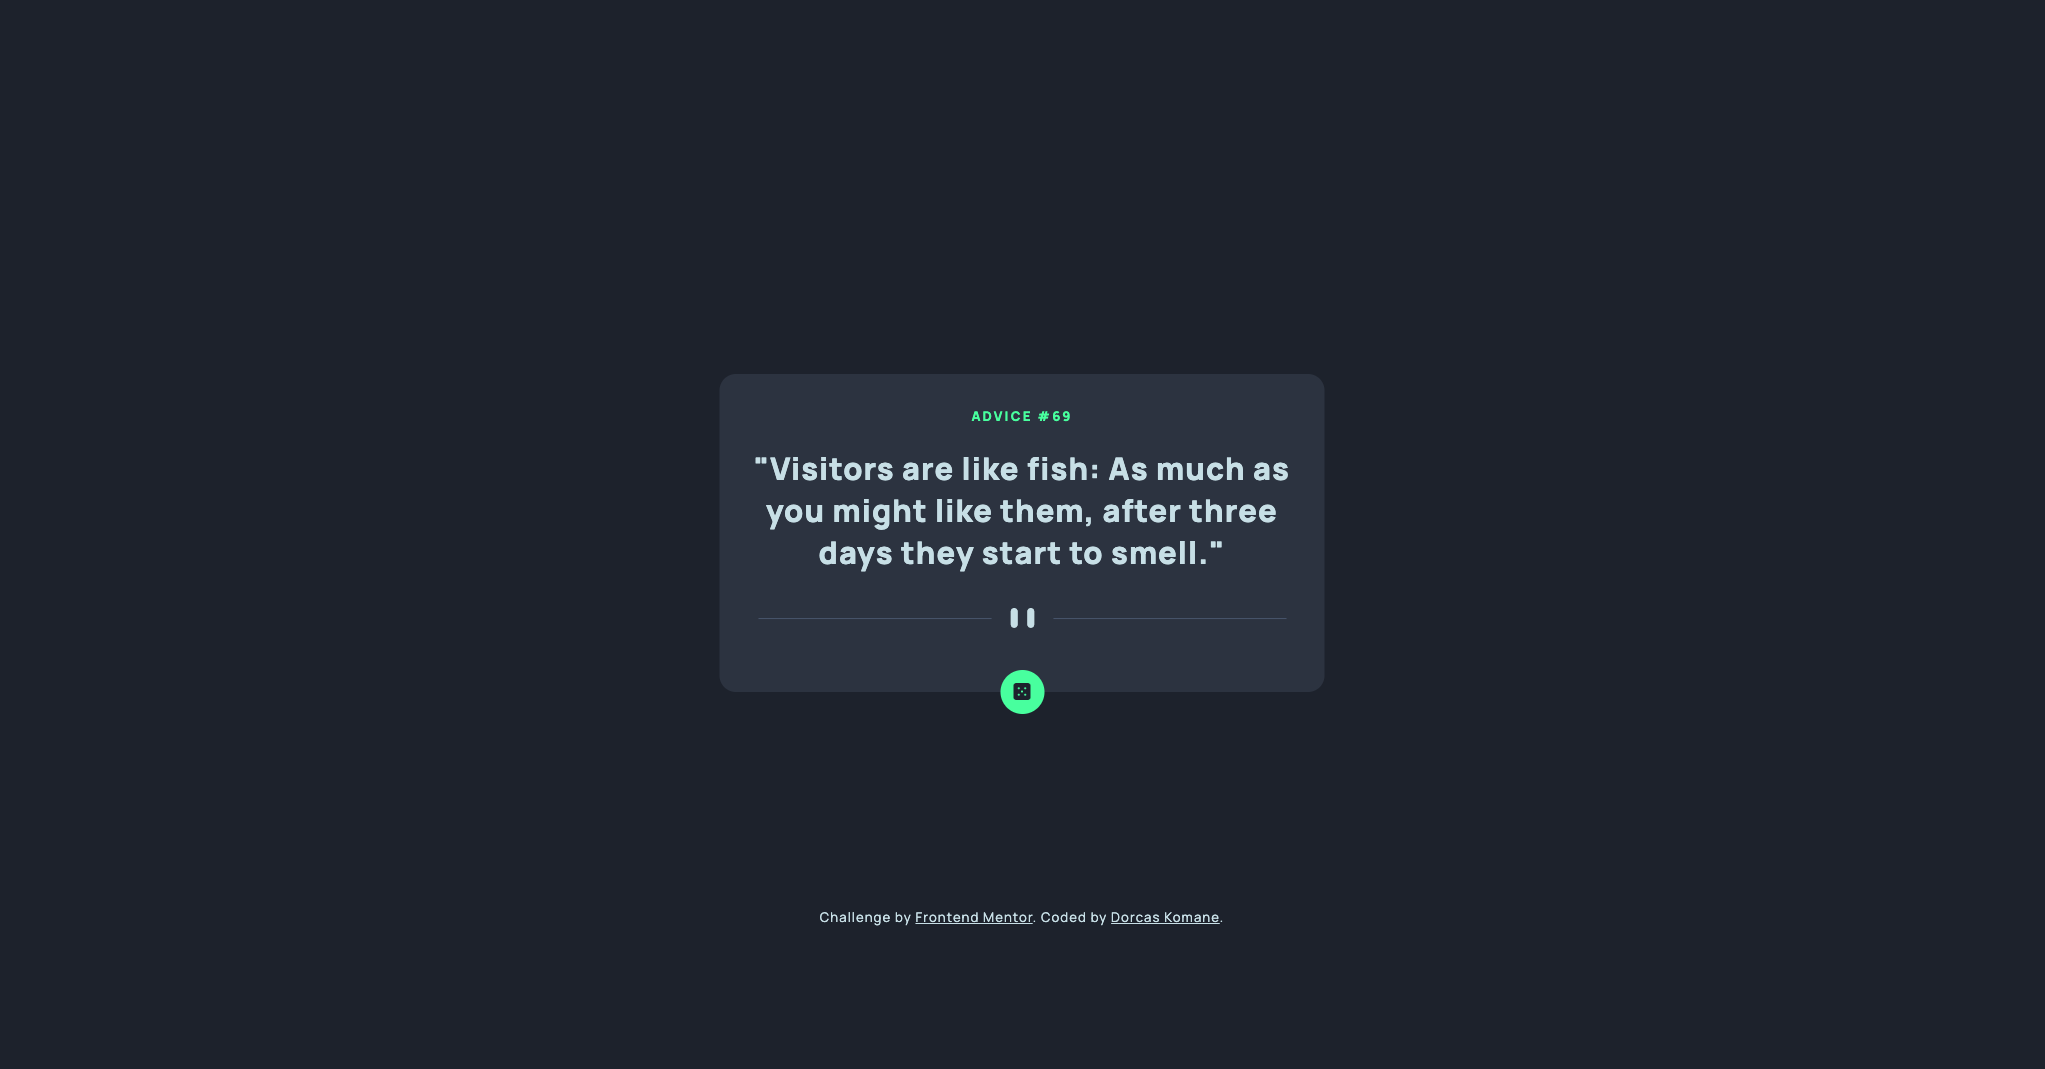 ADVICE #69
"Visitors are like fish: As much as
you might like them, after three
days they start to smell."
Challenge by Frontend Mentor. Coded by Dorcas Komane.